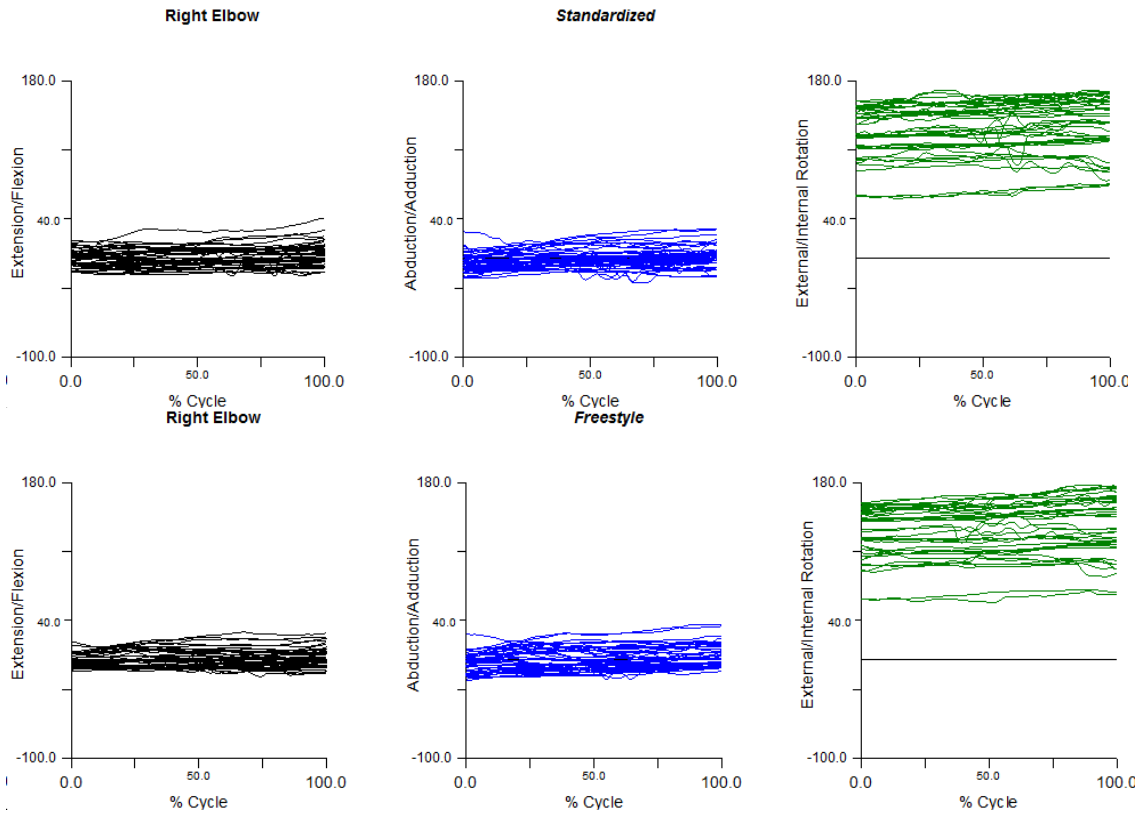 Right Elbow
Standardized
180.0
40.0
-100.0
Extension/Flexion
0.0
50.0
100.0
% Cycle
180.0
40.0
-100.0
Abduction/Adduction
0.0
50.0
100.0
% Cycle
180.0
40.0
-100.0
External/Internal Rotation
0.0
50.0
100.0
% Cycle
Right Elbow
Freestyle
180.0
40.0
-100.0
Extension/Flexion
0.0
50.0
100.0
% Cycle
180.0
40.0
-100.0
Abduction/Adduction
0.0
50.0
100.0
% Cycle
180.0
40.0
-100.0
External/Internal Rotation
0.0
50.0
100.0
% Cycle